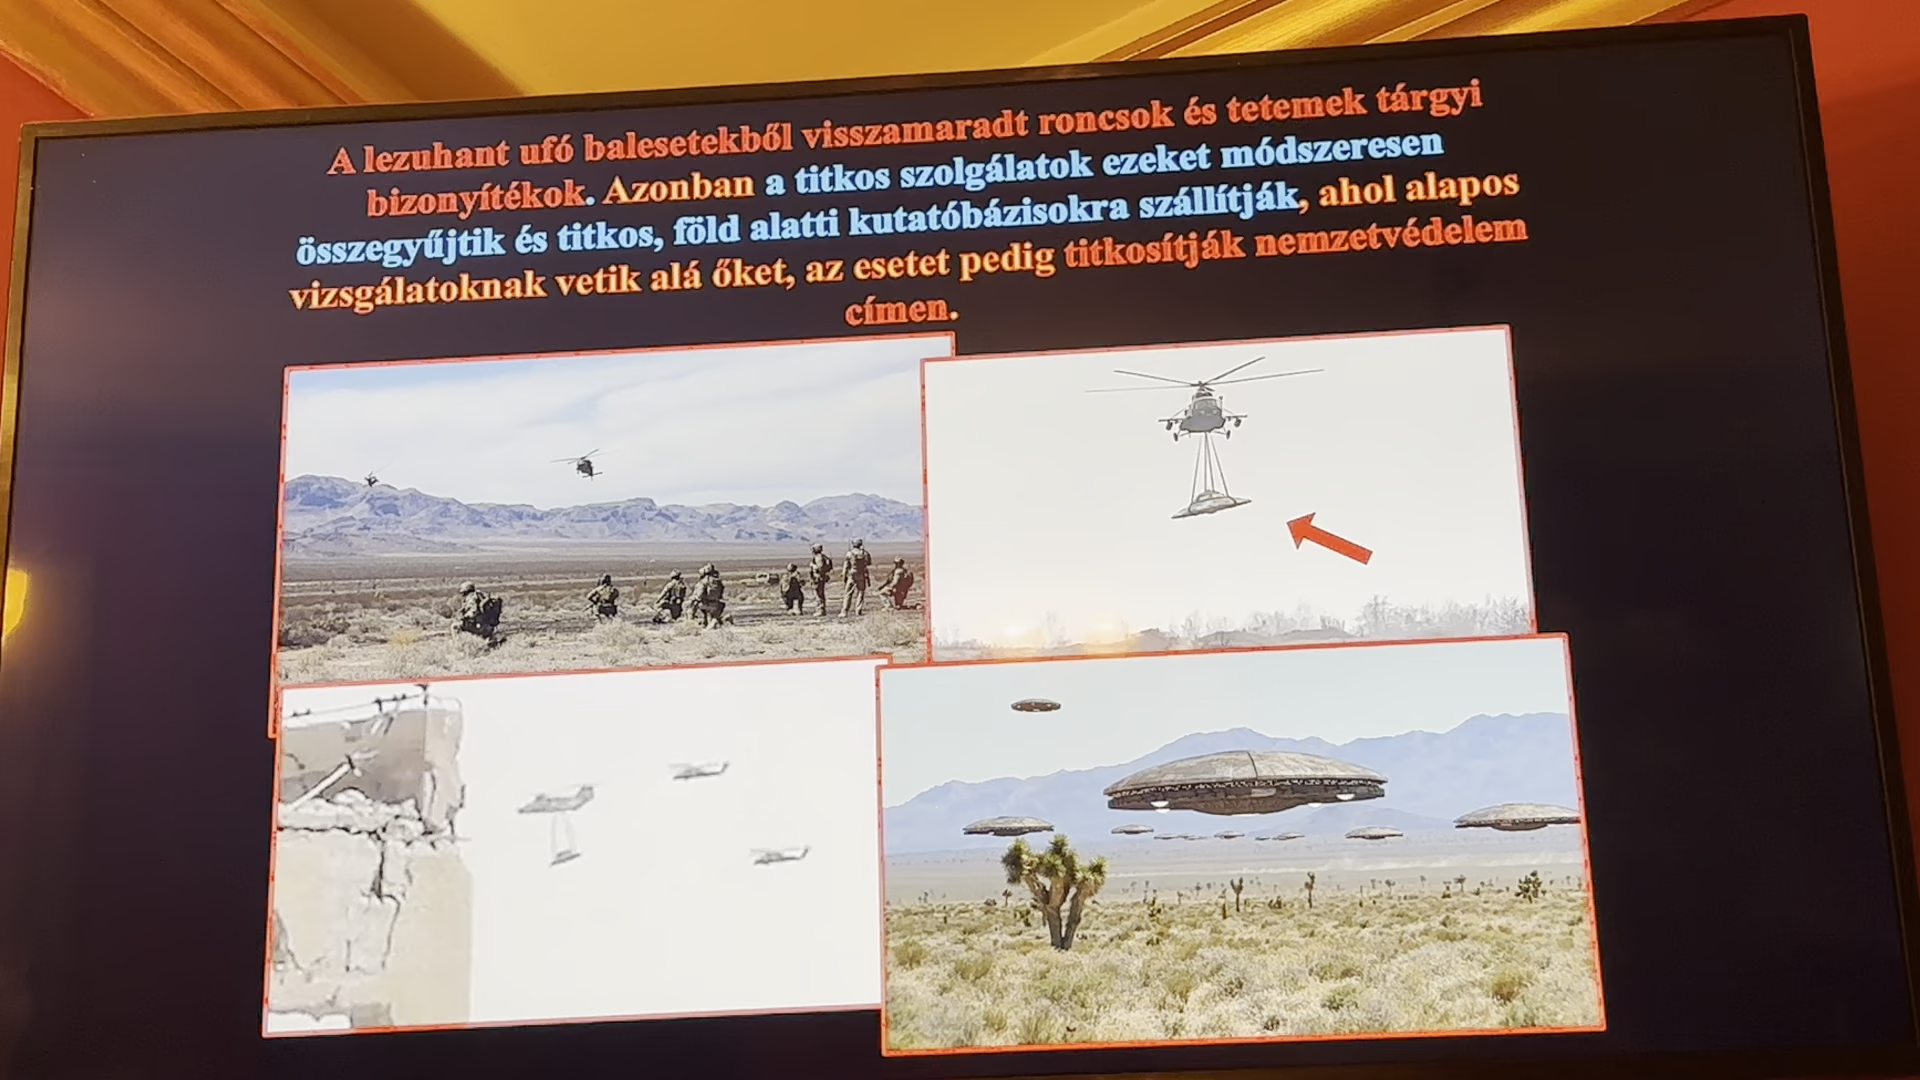 A lezuhant ufó balesetekből visszamaradt roncsok és tetemek tárgyi
bizonyítékok. Azonban a titkos szolgálatok ezeket módszeresen
összegyűjtik és titkos, föld alatti kutatóbázisokra szállítják, ahol alapos
vizsgálatoknak vetik alá őket, az esetet pedig titkosítják nemzetvédelem
címen.